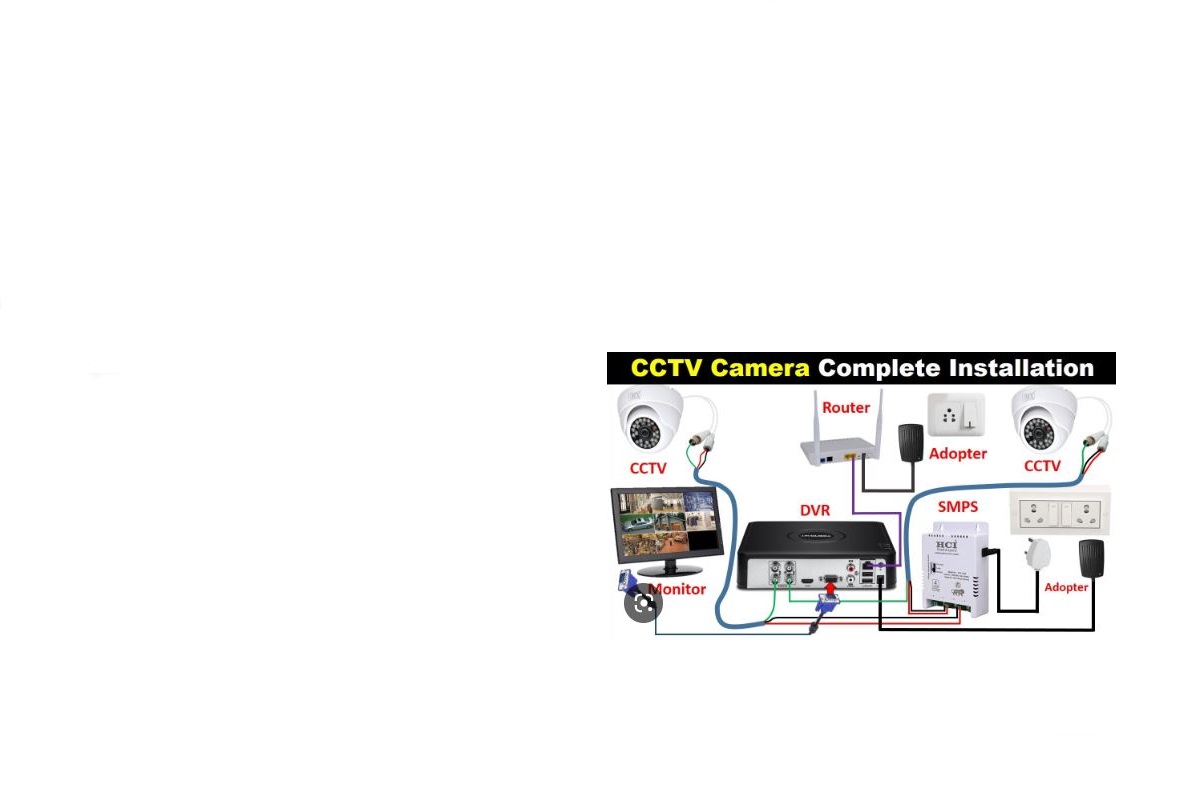 CCTV Camera Complete Installation
Router
Adopter
CCTV
CCTV
SMPS
DVR
HCI
Monitor
Adopter